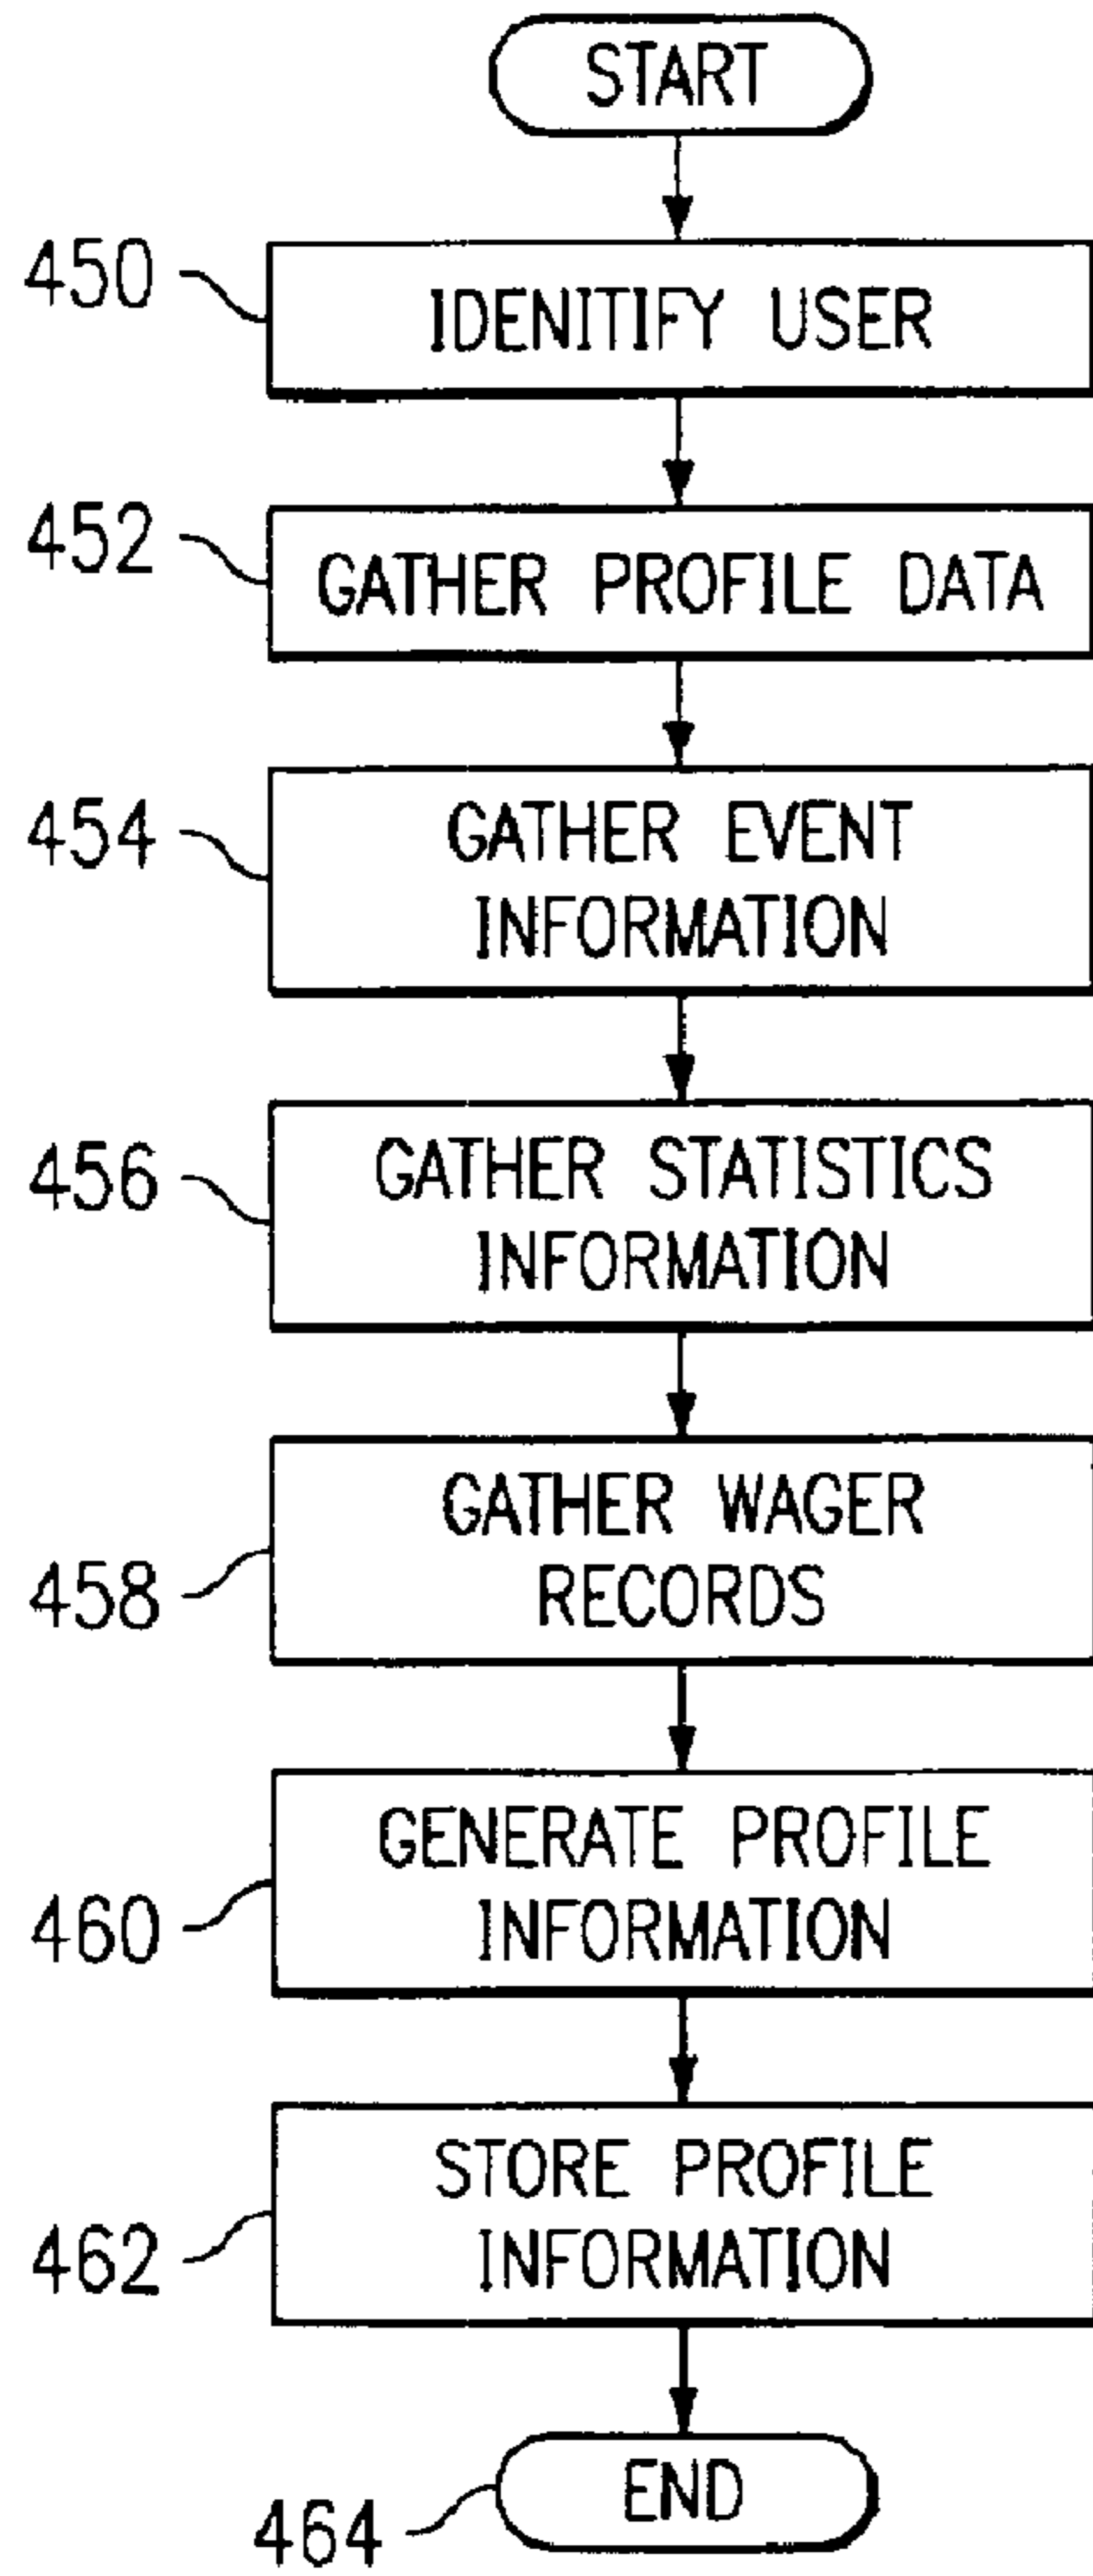 START
450
IDENITIFY USER
452
GATHER PROFILE DATA
454
GATHER EVENT
INFORMATION
456
GATHER STATISTICS
INFORMATION
GATHER WAGER
458
RECORDS
GENERATE PROFILE
460
INFORMATION
STORE PROFILE
462
INFORMATION
END
464